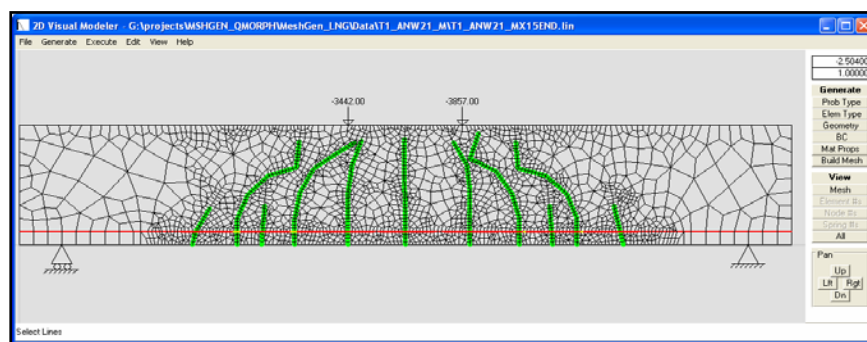 2D Visual Modeler - G:\projects\MSHGEN_QMORPH\MeshGen_LNG\Data\T1_ANW21_M\T1_ANW21_MX15END.lin
File Generate Execute Edit View Help
-2.50400
1.00000
-3442.00 -3857.00
Generate
Prob Type
Elem Type
Geometry
BC
Mat Props
Build Mesh
View
Mesh
Element #s
Node #s
Spring #s
All
Pan
Up
Lft Rgt
Dn
Select Lines